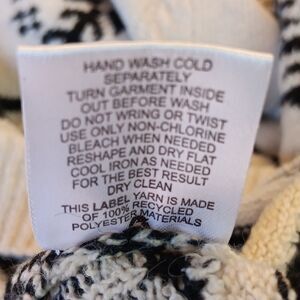 HAND WASH COLD
SEPARATELY
TURN GARMENT INSIDE
OUT BEFORE WASH
DO NOT WRING OR TWIST
USE ONLY NON-CHLORINE
BLEACH WHEN NEEDED
RESHAPE AND DRY FLAT
COOL IRON AS NEEDED
FOR THE BEST RESULT
DRY CLEAN
THIS LABEL YARN IS MADE
OF 100% RECYCLED
POLYESTER MATERIALS